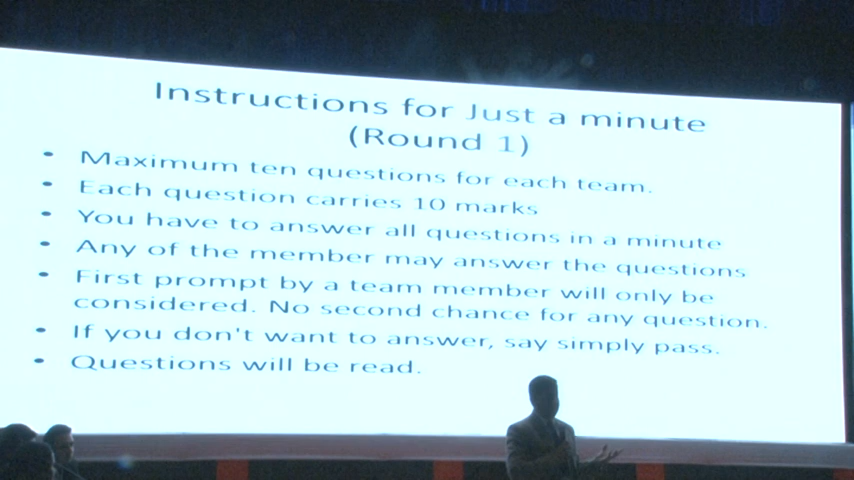 Instructions for Just a minute
(Round 1)
• Maximum ten questions for each team.
• Each question carries 10 marks
• You have to answer all questions in a minute
• Any of the member may answer the questions
• First prompt by a team member will only be
considered. No second chance for any question.
• If you don't want to answer, say simply pass.
• Questions will be read.